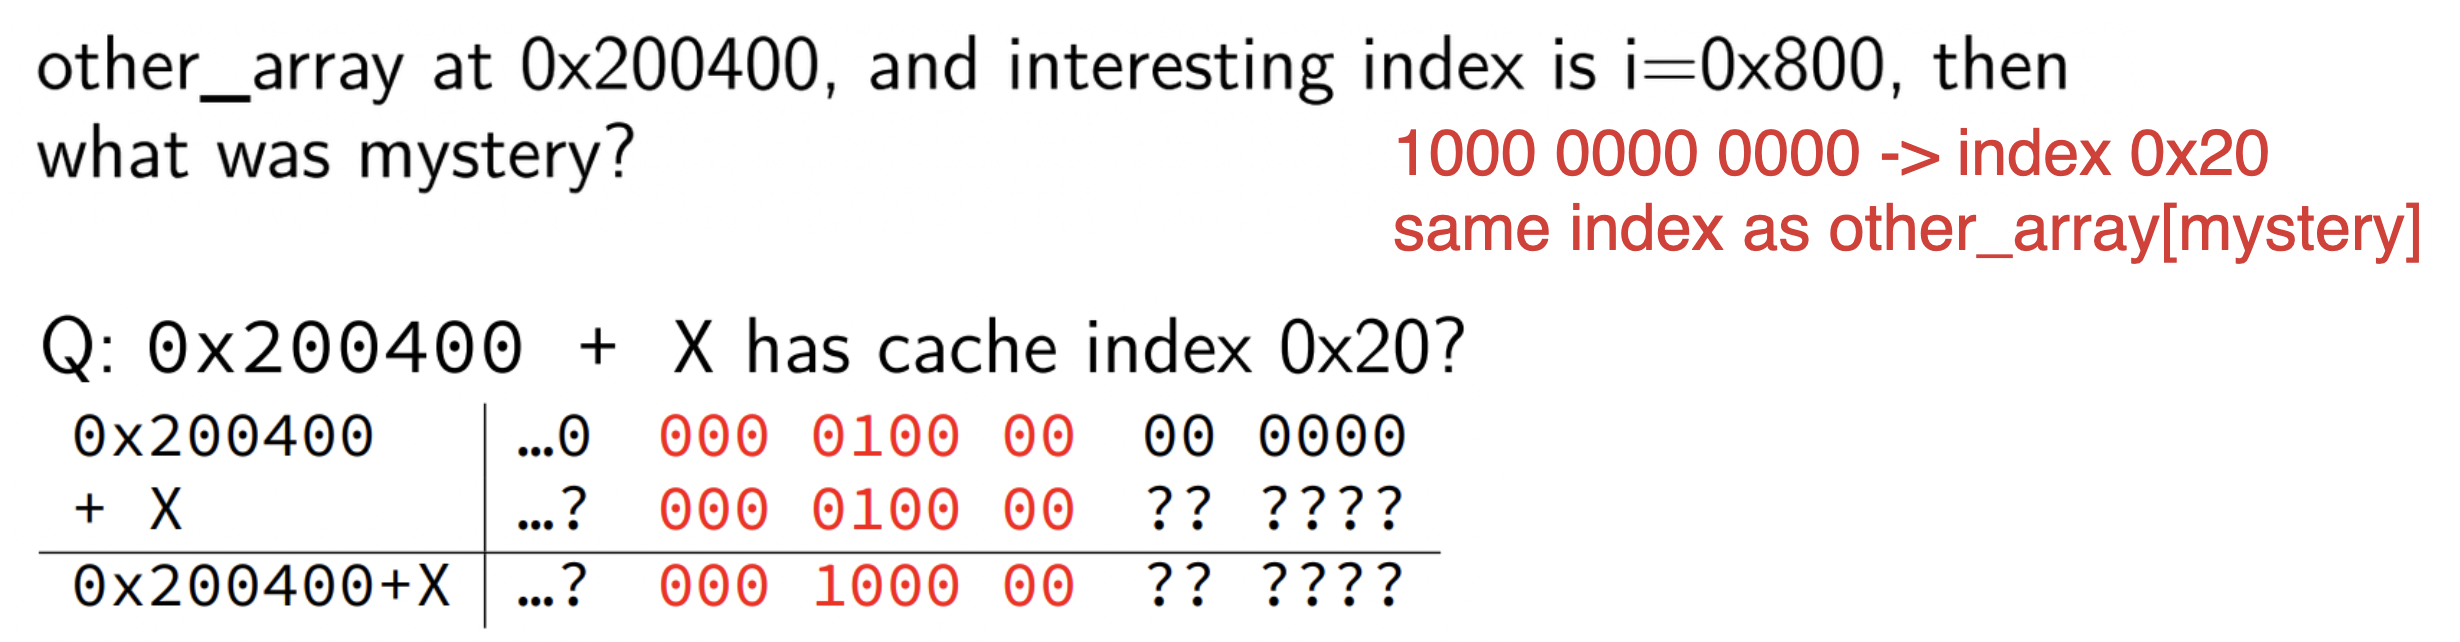 other_array at 0x200400, and interesting index is i=0x800, then
what was mystery?
1000 0000 0000 -> index 0x20
same index as other_array[mystery]
Q: 0x200400 + X has cache index 0x20?
0x200400 …0 000 0100 00 00 0000
+ X …? 000 0100 00 ?? ????
0x200400+X …? 000 1000 00 ?? ????